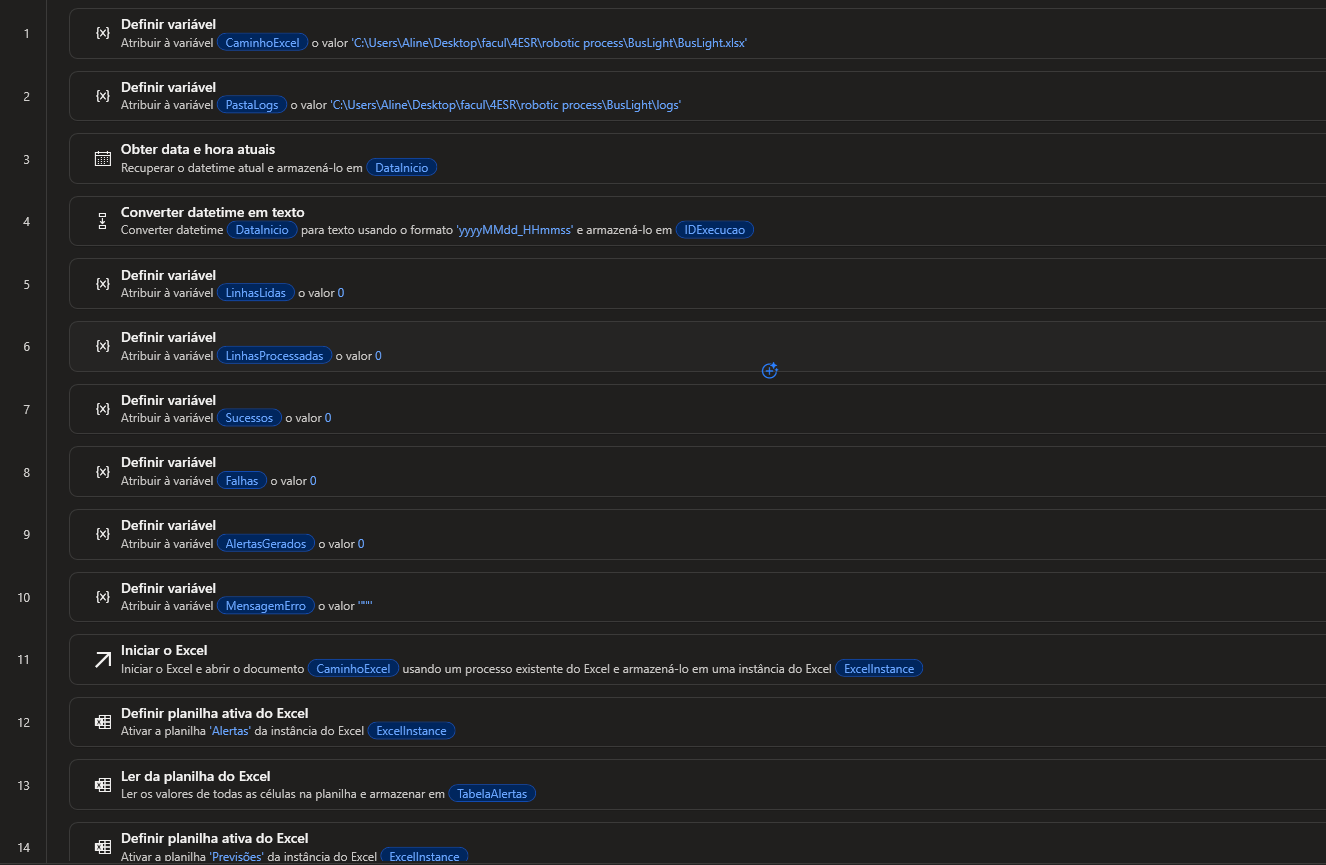 1
Definir variável
Atribuir à variável CaminhoExcel o valor 'C:\Users\Aline\Desktop\facul\4ESR\robotic process\BusLight\BusLight.xlsx'
2
Definir variável
Atribuir à variável PastaLogs o valor 'C:\Users\Aline\Desktop\facul\4ESR\robotic process\BusLight\logs'
3
Obter data e hora atuais
Recuperar o datetime atual e armazená-lo em DataInicio
4
Converter datetime em texto
Converter datetime DataInicio para texto usando o formato 'yyyyMMdd_HHmmss' e armazená-lo em IDExecucao
5
Definir variável
Atribuir à variável LinhasLidas o valor 0
6
Definir variável
Atribuir à variável LinhasProcessadas o valor 0
7
Definir variável
Atribuir à variável Sucessos o valor 0
8
Definir variável
Atribuir à variável Falhas o valor 0
9
Definir variável
Atribuir à variável AlertasGerados o valor 0
10
Definir variável
Atribuir à variável MensagemErro o valor '""'
11
Iniciar o Excel
Iniciar o Excel e abrir o documento CaminhoExcel usando um processo existente do Excel e armazená-lo em uma instância do Excel ExcelInstance
12
Definir planilha ativa do Excel
Ativar a planilha 'Alertas' da instância do Excel ExcelInstance
13
Ler da planilha do Excel
Ler os valores de todas as células na planilha e armazenar em TabelaAlertas
14
Definir planilha ativa do Excel
Ativar a planilha 'Previsões' da instância do Excel ExcelInstance